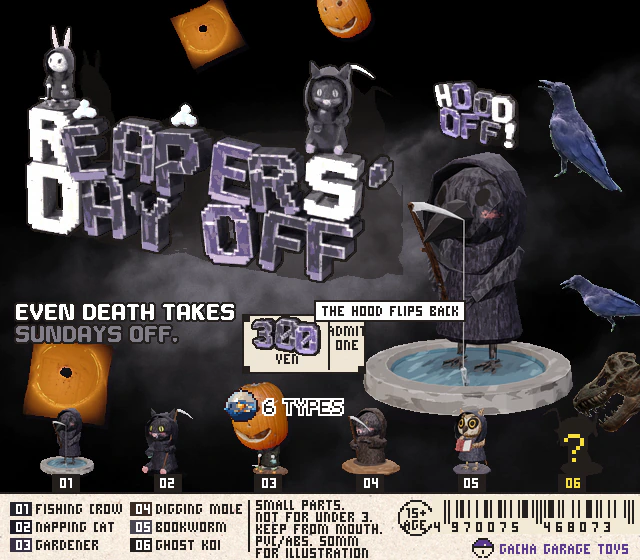 HOOD
OFF!
REAPERS'
DAY OFF
EVEN DEATH TAKES
SUNDAYS OFF.
THE HOOD FLIPS BACK
300
YEN
ADMIT
ONE
6 TYPES
?
01
02
03
04
05
06
01 FISHING CROW
02 NAPPING CAT
03 GARDENER
04 DIGGING MOLE
05 BOOKWORM
06 GHOST KOI
SMALL PARTS.
NOT FOR UNDER 3.
KEEP FROM MOUTH.
PVC/ABS. 50MM
FOR ILLUSTRATION
15+
AGE
4 970075 468073
GACHA GARAGE TOYS